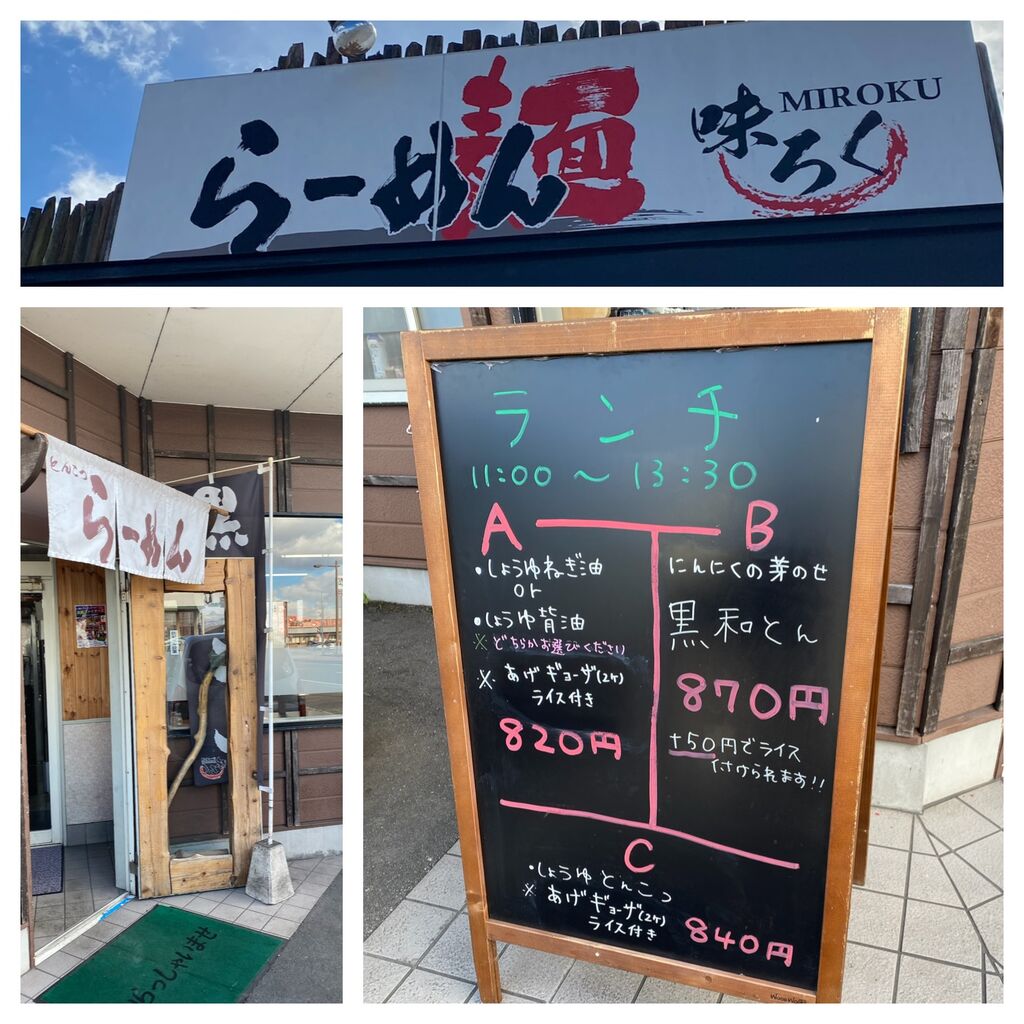 らーめん 麺
味ろく MIROKU
とんこつ
らーめん
黒
いらっしゃいませ
ランチ
11:00 〜 13:30
A
・しょうゆねぎ油
or
・しょうゆ背油
※どちらかお選びください
※あげギョーザ(2ケ)
ライス付き
820円
B
にんにくの芽のせ
黒和とん
870円
+50円でライス
付けられます!!
C
・しょうゆとんこつ
※あげギョーザ(2ケ)
ライス付き
840円